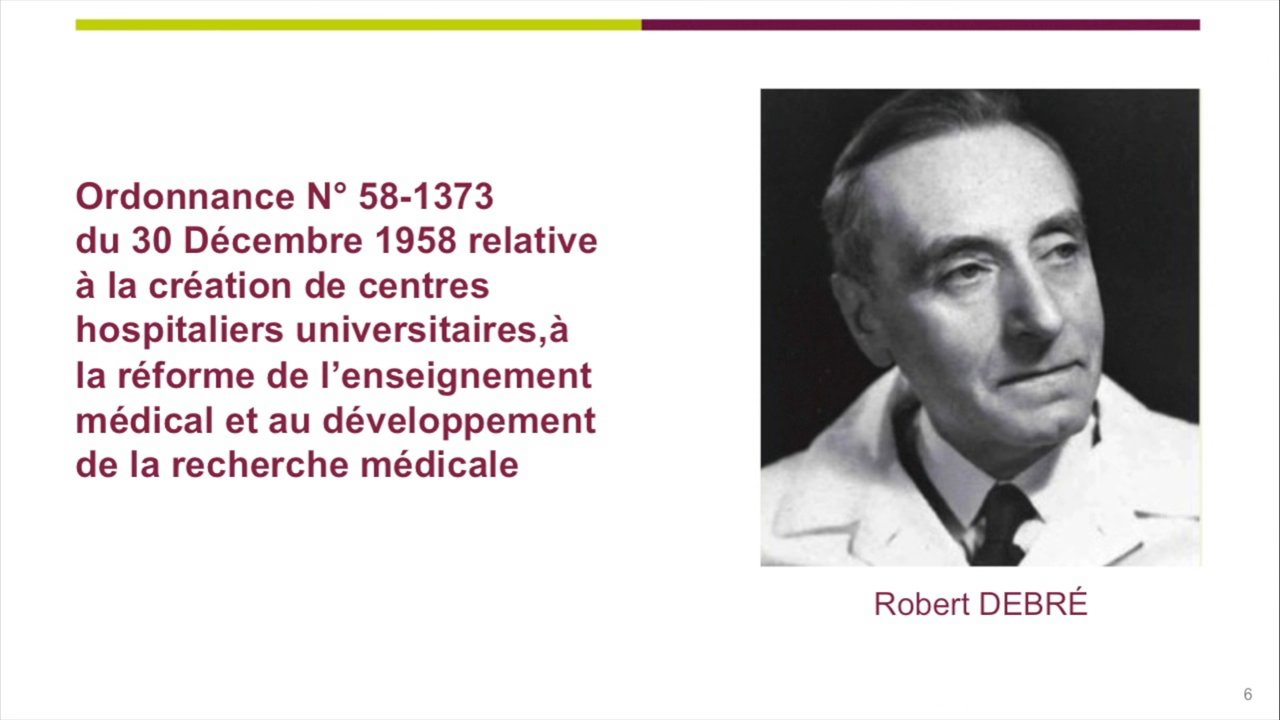 Ordonnance N° 58-1373
du 30 Décembre 1958 relative
à la création de centres
hospitaliers universitaires,à
la réforme de l’enseignement
médical et au développement
de la recherche médicale
Robert DEBRÉ
6